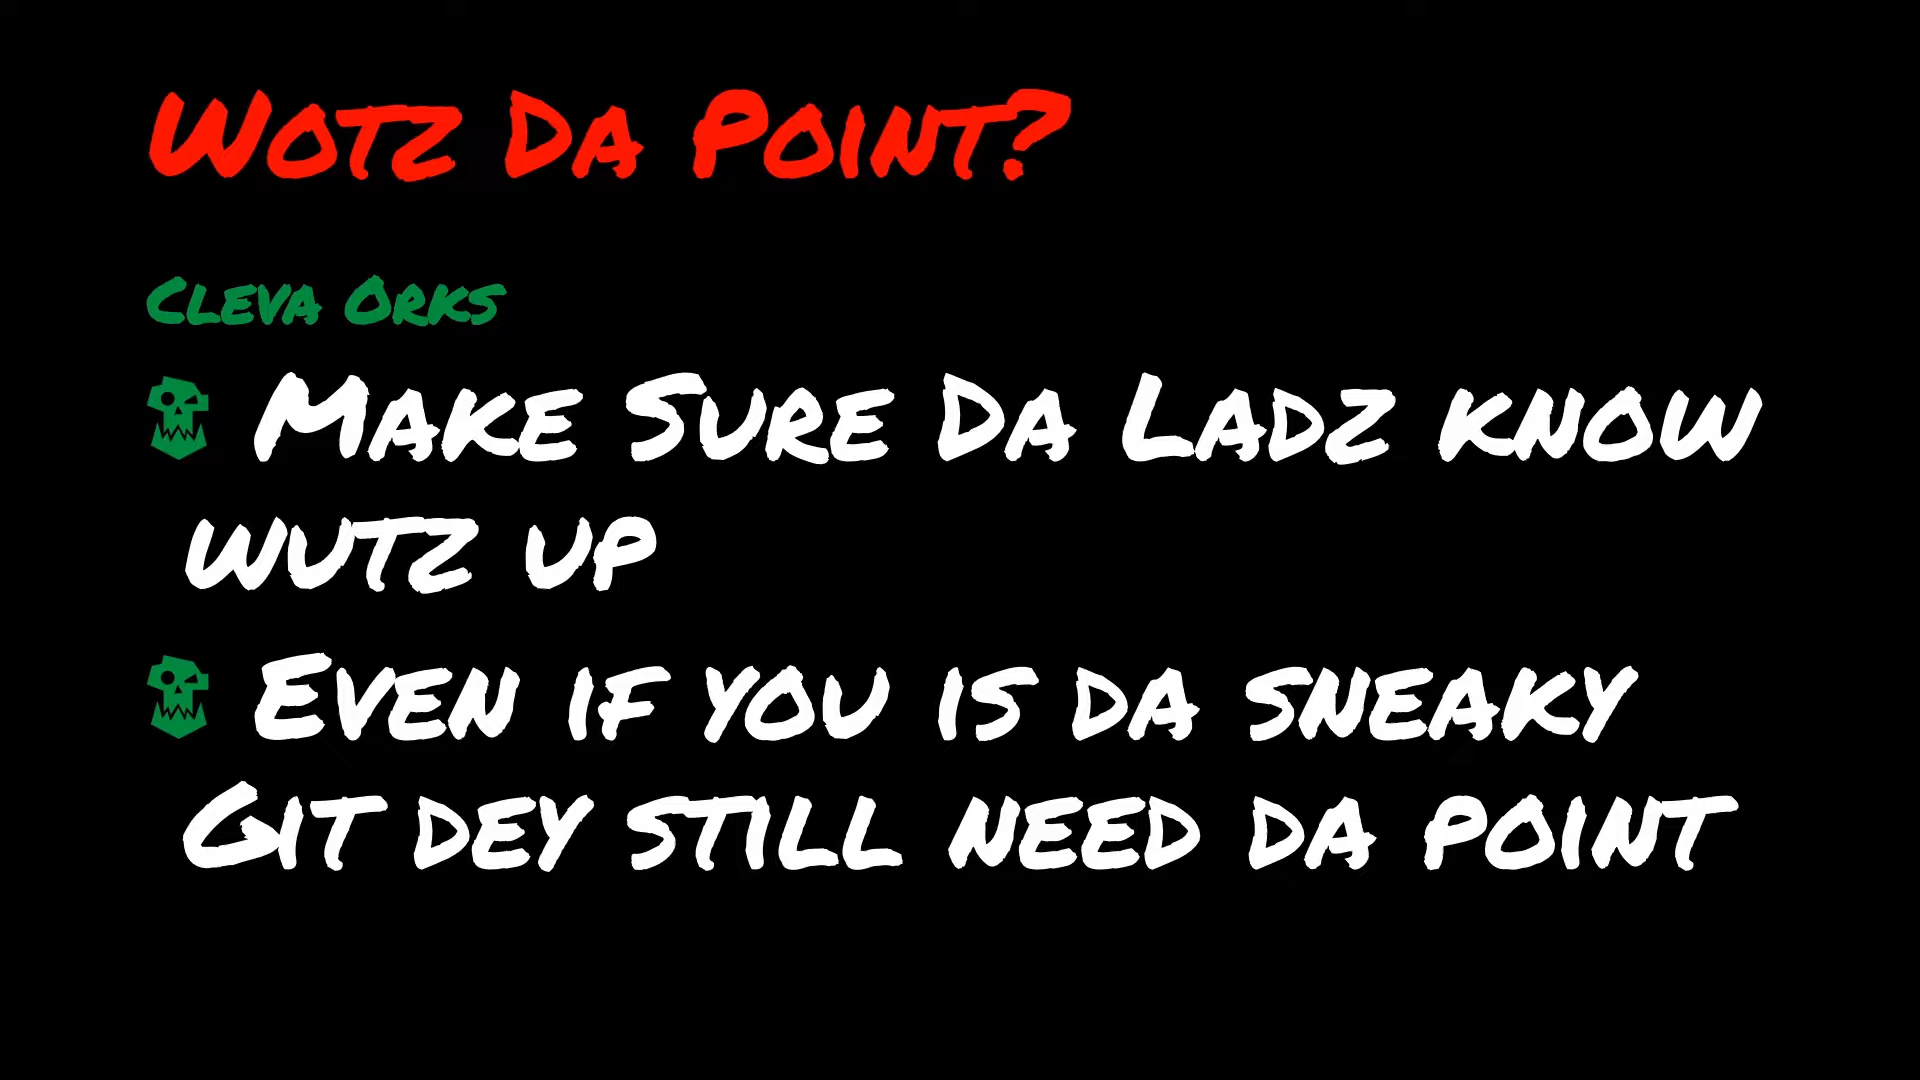 Wotz Da Point?
Cleva Orks
Make Sure Da Ladz know
wutz up
Even if you is da sneaky
Git dey still need da point